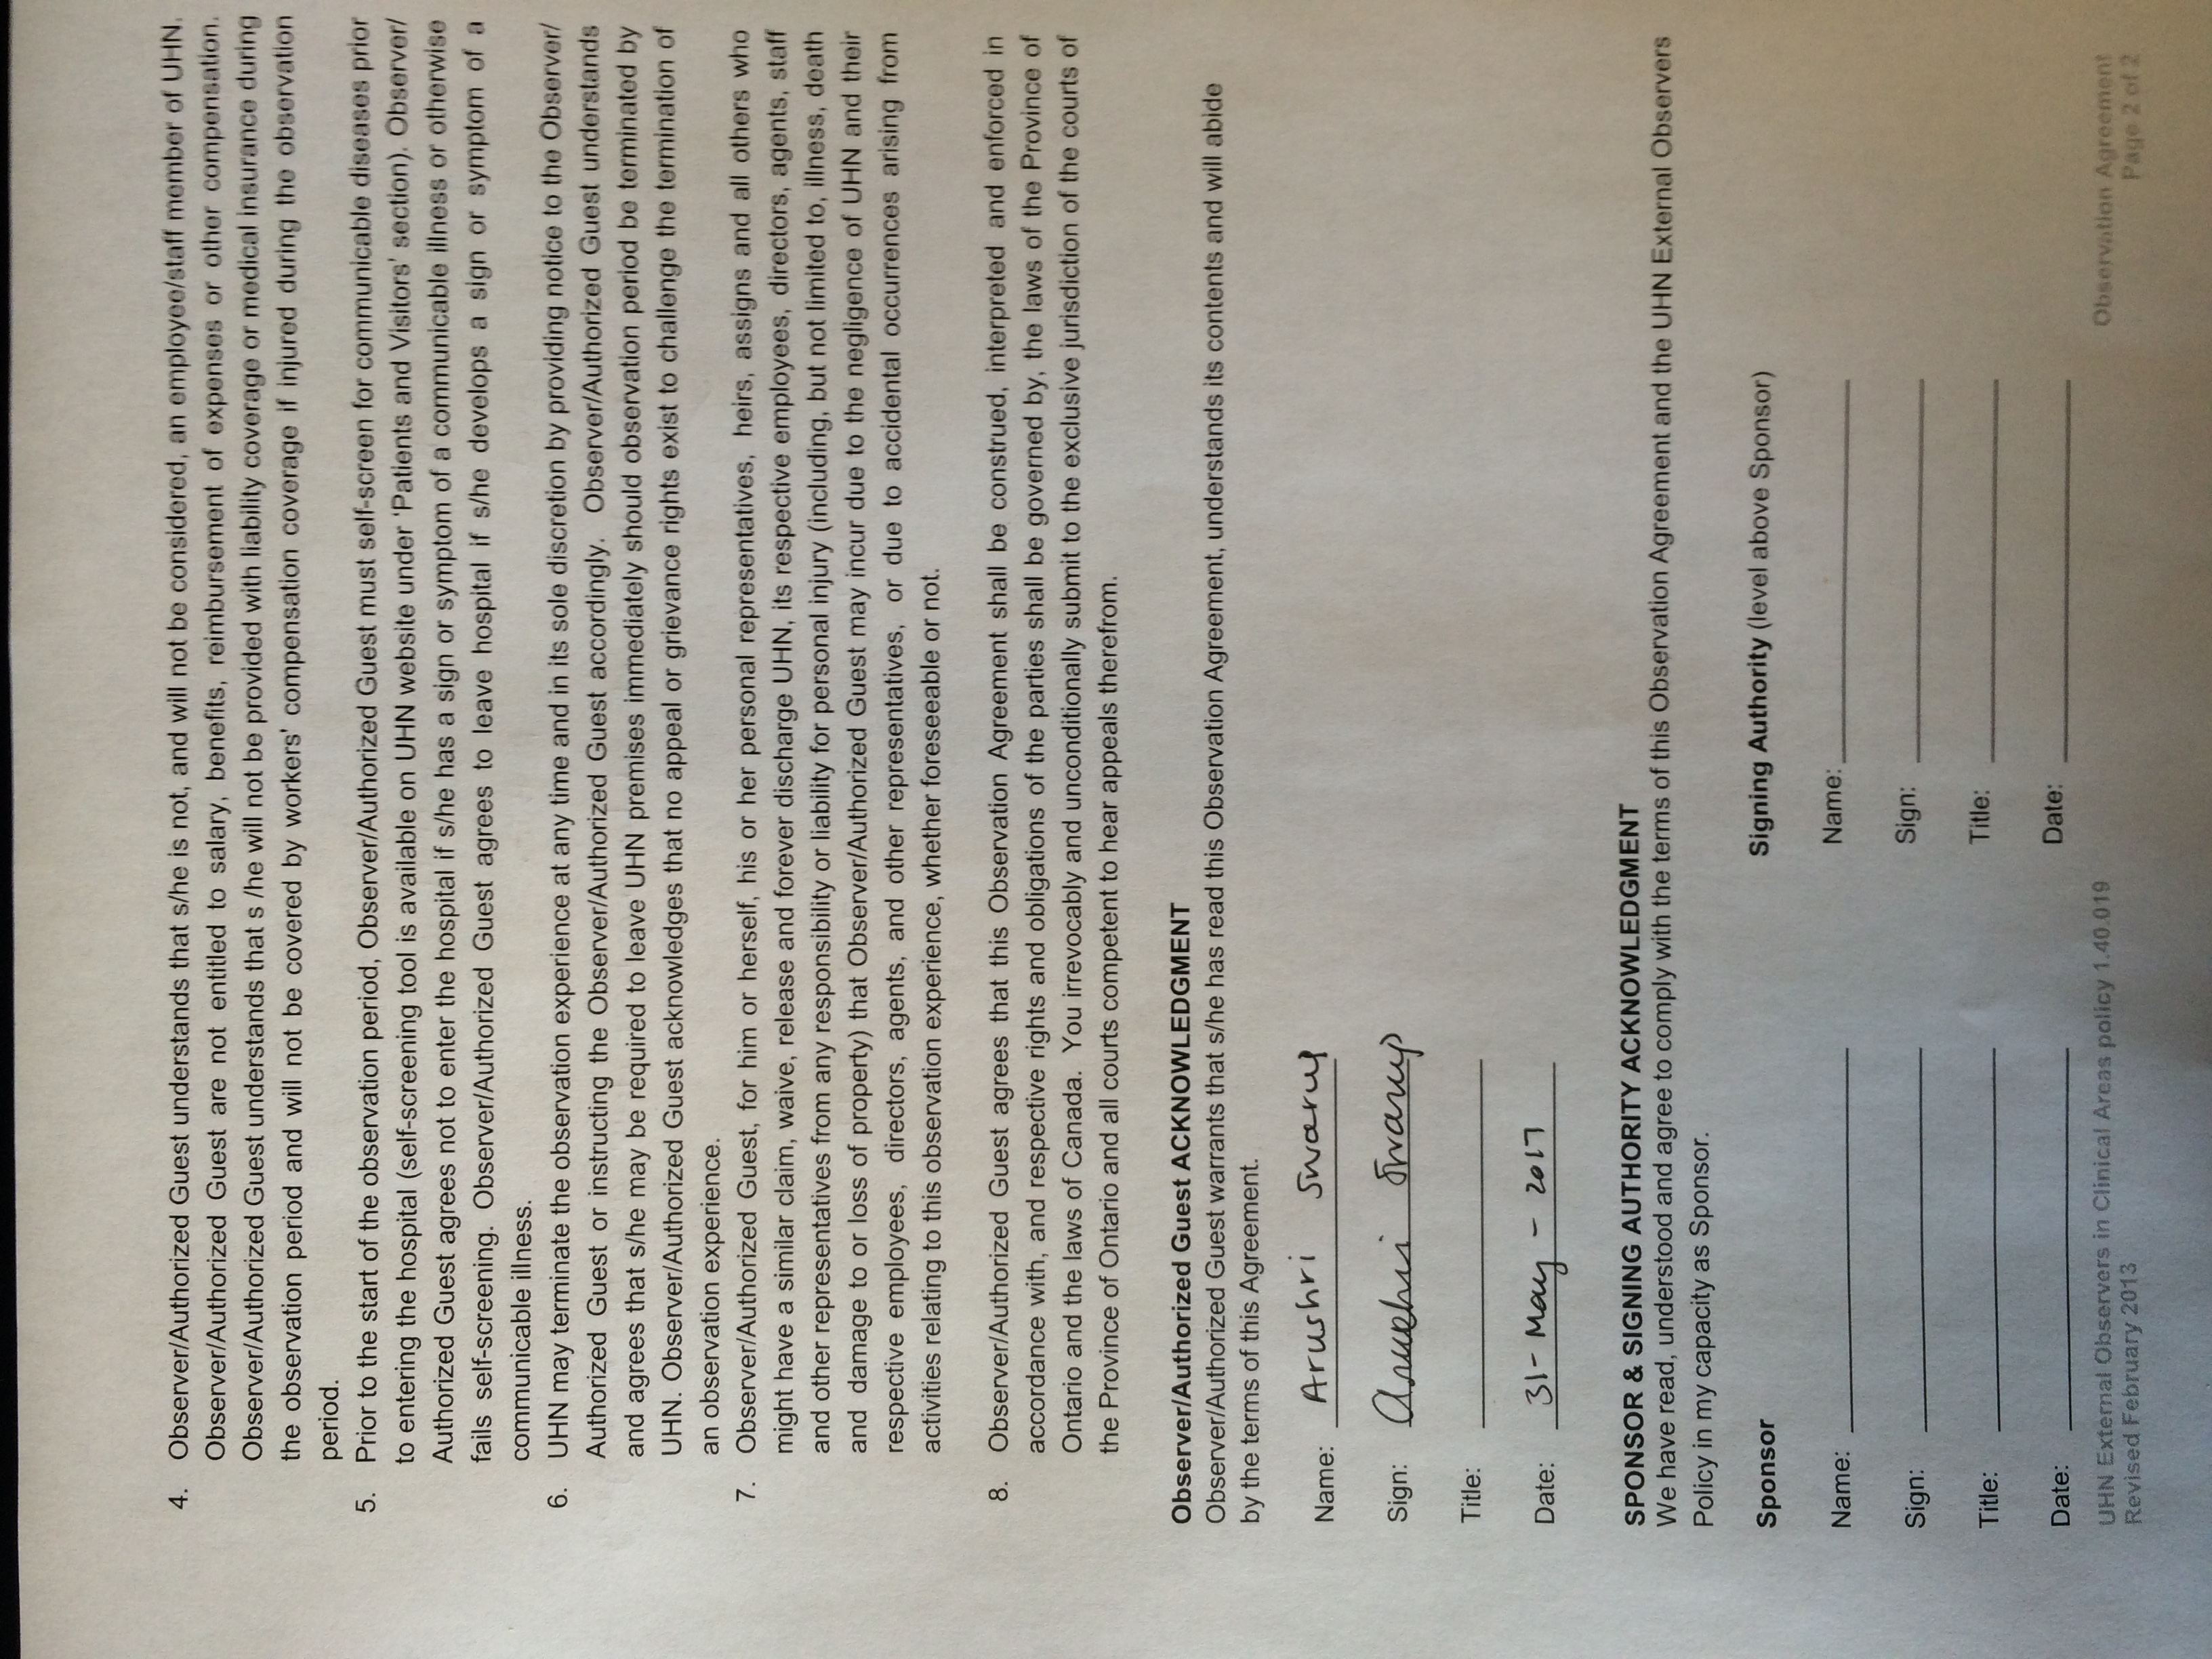 4. Observer/Authorized Guest understands that s/he is not, and will not be considered, an employee/staff member of UHN.
Observer/Authorized Guest are not entitled to salary, benefits, reimbursement of expenses or other compensation.
Observer/Authorized Guest understands that s /he will not be provided with liability coverage or medical insurance during
the observation period and will not be covered by workers' compensation coverage if injured during the observation
period.
5. Prior to the start of the observation period, Observer/Authorized Guest must self-screen for communicable diseases prior
to entering the hospital (self-screening tool is available on UHN website under 'Patients and Visitors' section). Observer/
Authorized Guest agrees not to enter the hospital if s/he has a sign or symptom of a communicable illness or otherwise
fails self-screening. Observer/Authorized Guest agrees to leave hospital if s/he develops a sign or symptom of a
communicable illness.
6. UHN may terminate the observation experience at any time and in its sole discretion by providing notice to the Observer/
Authorized Guest or instructing the Observer/Authorized Guest accordingly. Observer/Authorized Guest understands
and agrees that s/he may be required to leave UHN premises immediately should observation period be terminated by
UHN. Observer/Authorized Guest acknowledges that no appeal or grievance rights exist to challenge the termination of
an observation experience.
7. Observer/Authorized Guest, for him or herself, his or her personal representatives, heirs, assigns and all others who
might have a similar claim, waive, release and forever discharge UHN, its respective employees, directors, agents, staff
and other representatives from any responsibility or liability for personal injury (including, but not limited to, illness, death
and damage to or loss of property) that Observer/Authorized Guest may incur due to the negligence of UHN and their
respective employees, directors, agents, and other representatives, or due to accidental occurrences arising from
activities relating to this observation experience, whether foreseeable or not.
8. Observer/Authorized Guest agrees that this Observation Agreement shall be construed, interpreted and enforced in
accordance with, and respective rights and obligations of the parties shall be governed by, the laws of the Province of
Ontario and the laws of Canada. You irrevocably and unconditionally submit to the exclusive jurisdiction of the courts of
the Province of Ontario and all courts competent to hear appeals therefrom.
Observer/Authorized Guest ACKNOWLEDGMENT
Observer/Authorized Guest warrants that s/he has read this Observation Agreement, understands its contents and will abide
by the terms of this Agreement.
Name: Arushri Swarup
Sign: Arushri Swarup
Title:
Date: 31-May-2017
SPONSOR & SIGNING AUTHORITY ACKNOWLEDGMENT
We have read, understood and agree to comply with the terms of this Observation Agreement and the UHN External Observers
Policy in my capacity as Sponsor.
Sponsor
Name:
Sign:
Title:
Date:
Signing Authority (level above Sponsor)
Name:
Sign:
Title:
Date:
UHN External Observers in Clinical Areas policy 1.40.019
Revised February 2013
Observation Agreement
Page 2 of 2